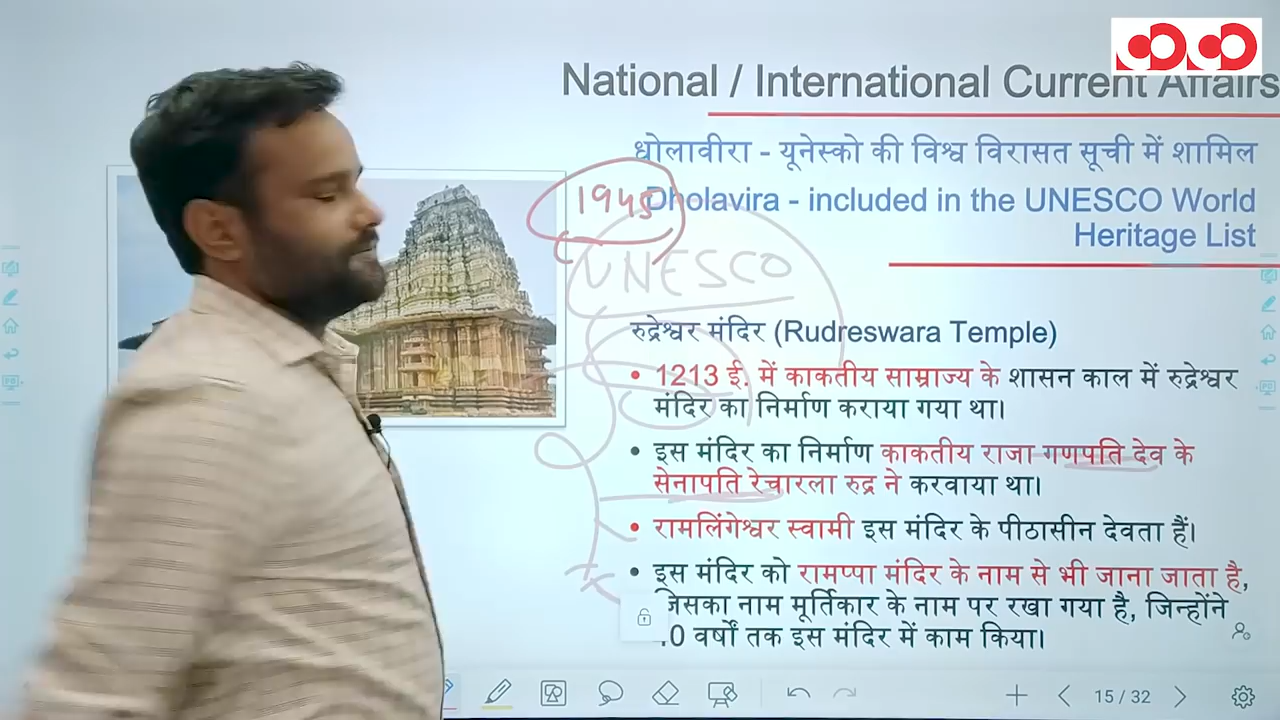 National / International Current Affairs
धोलावीरा - यूनेस्को की विश्व विरासत सूची में शामिल
1945
Dholavira - included in the UNESCO World
Heritage List
UNESCO
रुद्रेश्वर मंदिर (Rudreswara Temple)
• 1213 ई. में काकतीय साम्राज्य के शासन काल में रुद्रेश्वर
मंदिर का निर्माण कराया गया था।
• इस मंदिर का निर्माण काकतीय राजा गणपति देव के
सेनापति रेचारला रुद्र ने करवाया था।
• रामलिंगेश्वर स्वामी इस मंदिर के पीठासीन देवता हैं।
• इस मंदिर को रामप्पा मंदिर के नाम से भी जाना जाता है,
जिसका नाम मूर्तिकार के नाम पर रखा गया है, जिन्होंने
वर्षों तक इस मंदिर में काम किया।
15 / 32